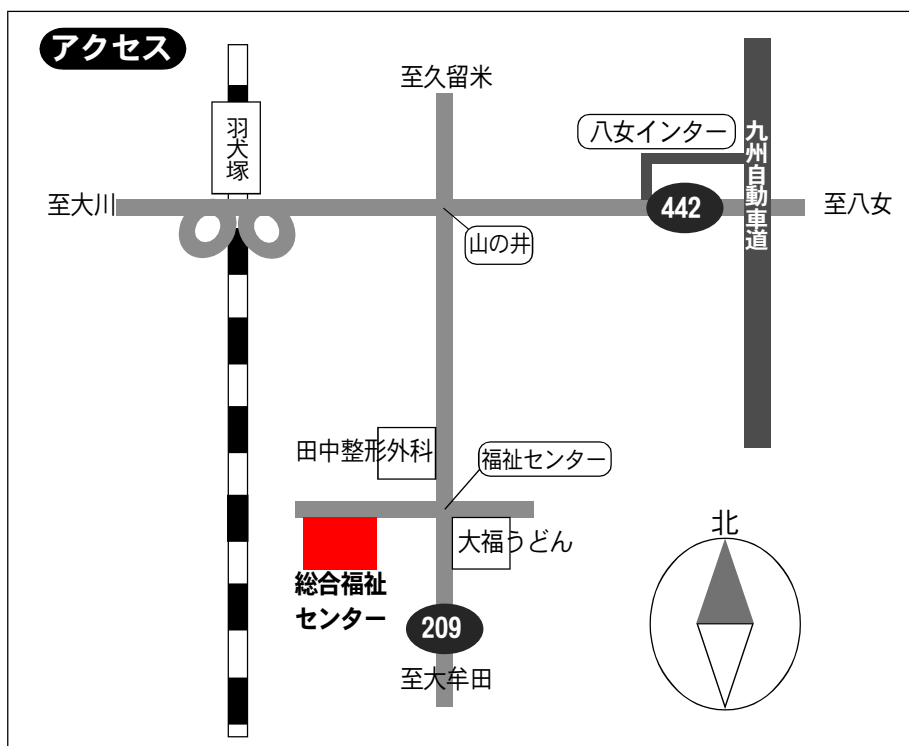 アクセス
至久留米
羽犬塚
八女インター
九州自動車道
至大川
442
至八女
山の井
田中整形外科
福祉センター
大福うどん
北
総合福祉
センター
209
至大牟田